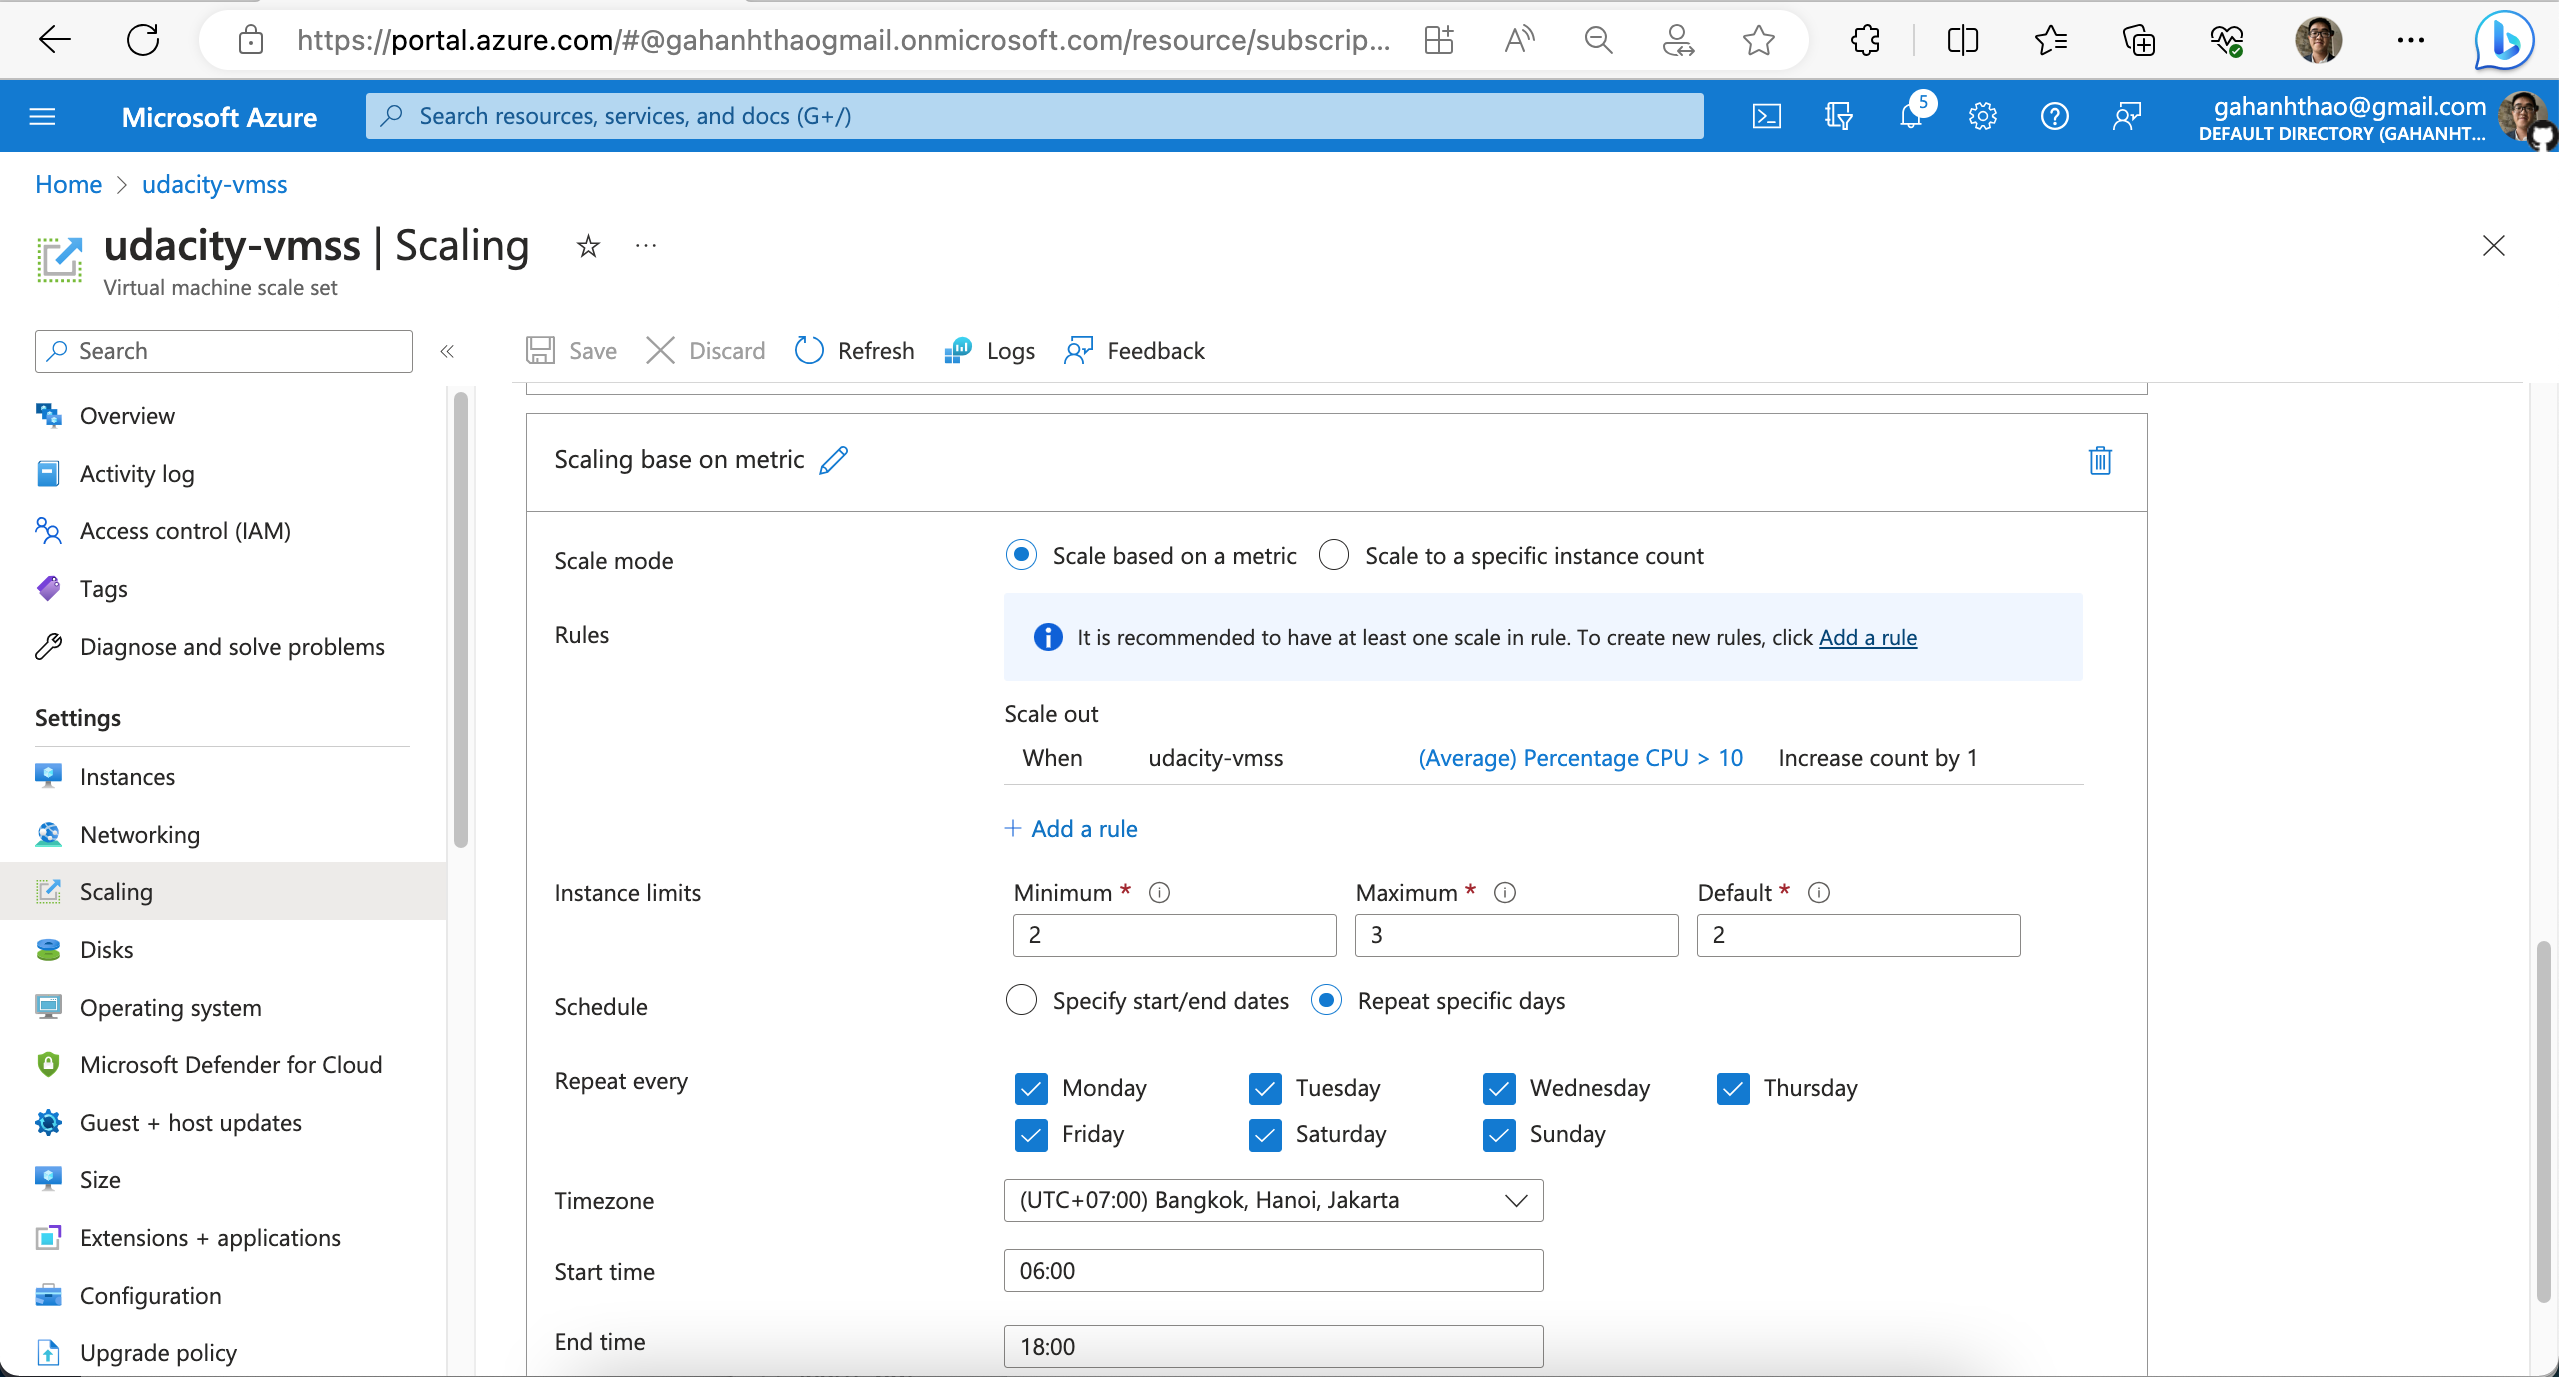 https://portal.azure.com/#@gahanhthaogmail.onmicrosoft.com/resource/subscrip...
Microsoft Azure
Search resources, services, and docs (G+/)
5
gahanhthao@gmail.com
DEFAULT DIRECTORY (GAHANHT...
Home > udacity-vmss
udacity-vmss | Scaling
Virtual machine scale set
Search
Save
Discard
Refresh
Logs
Feedback
Overview
Activity log
Access control (IAM)
Tags
Diagnose and solve problems
Settings
Instances
Networking
Scaling
Disks
Operating system
Microsoft Defender for Cloud
Guest + host updates
Size
Extensions + applications
Configuration
Upgrade policy
Scaling base on metric
Scale mode
Scale based on a metric
Scale to a specific instance count
Rules
It is recommended to have at least one scale in rule. To create new rules, click Add a rule
Scale out
When udacity-vmss (Average) Percentage CPU > 10 Increase count by 1
+ Add a rule
Instance limits
Minimum *
Maximum *
Default *
2
3
2
Schedule
Specify start/end dates
Repeat specific days
Repeat every
Monday
Tuesday
Wednesday
Thursday
Friday
Saturday
Sunday
Timezone
(UTC+07:00) Bangkok, Hanoi, Jakarta
Start time
06:00
End time
18:00